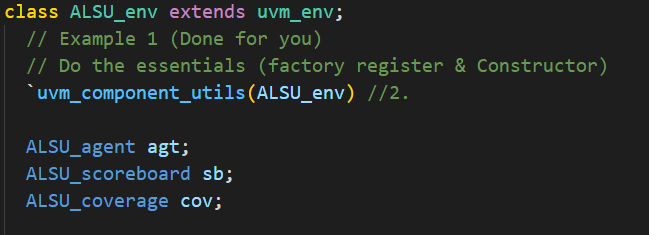 class ALSU_env extends uvm_env;
// Example 1 (Done for you)
// Do the essentials (factory register & Constructor)
`uvm_component_utils(ALSU_env) //2.
ALSU_agent agt;
ALSU_scoreboard sb;
ALSU_coverage cov;